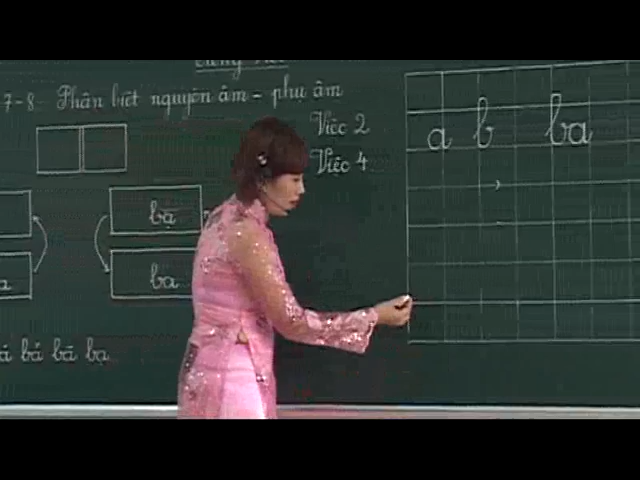 7-8- Phân biệt nguyên âm - phụ âm
Việc 2
Việc 4
a b ba
bạ
ba
a
bả bã bạ